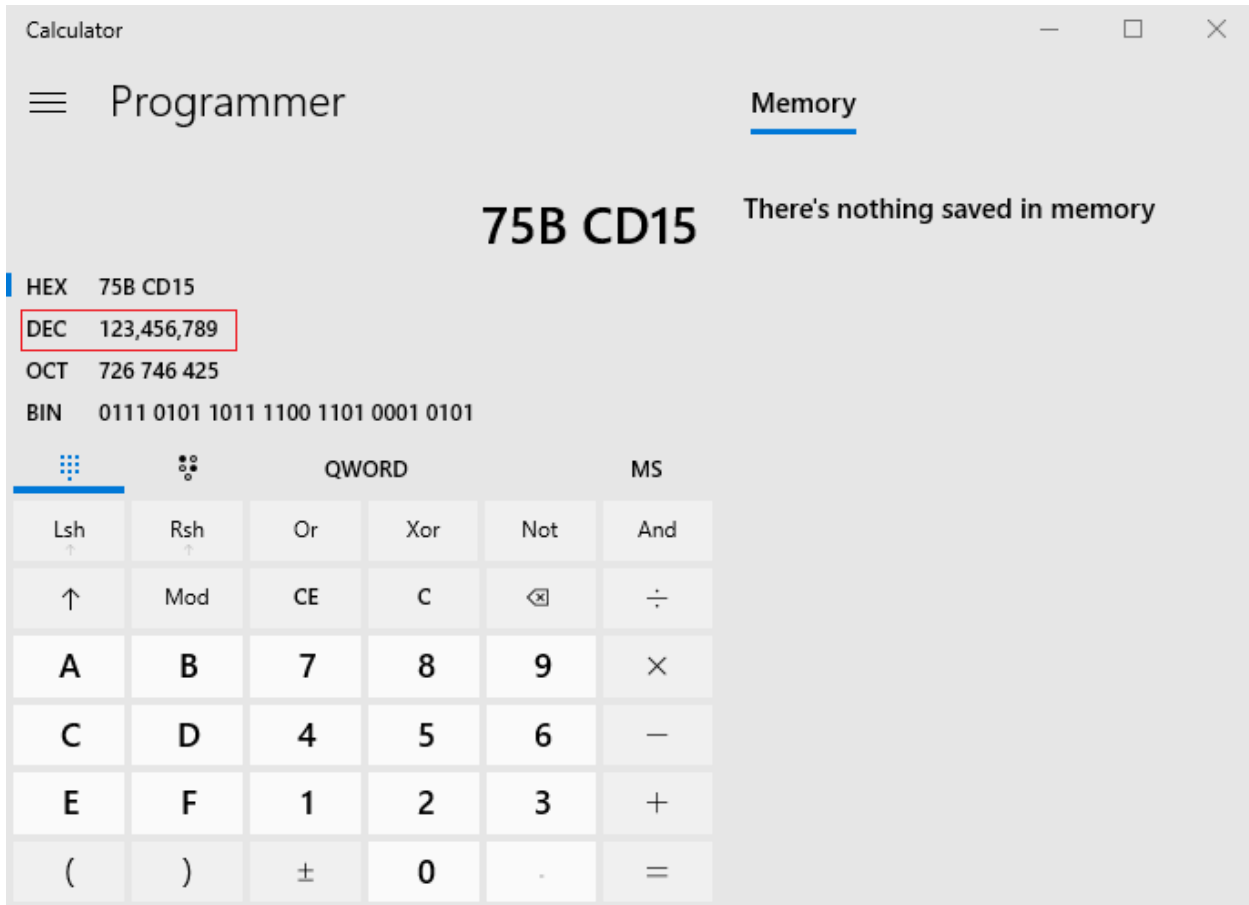 Calculator
Programmer
Memory
75B CD15
There's nothing saved in memory
HEX 75B CD15
DEC 123,456,789
OCT 726 746 425
BIN 0111 0101 1011 1100 1101 0001 0101
QWORD MS
Lsh Rsh Or Xor Not And
↑ Mod CE C ⌫ ÷
A B 7 8 9 ×
C D 4 5 6 −
E F 1 2 3 +
( ) ± 0 . =